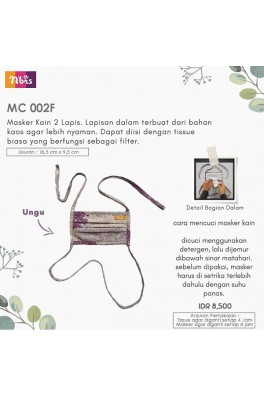 Nbrs
MC 002F
Masker Kain 2 Lapis. Lapisan dalam terbuat dari bahan
kaos agar lebih nyaman. Dapat diisi dengan tissue
biasa yang berfungsi sebagai filter.
Ukuran : 18,5 cm x 9,5 cm
Ungu
Detail Bagian Dalam
cara mencuci masker kain
dicuci menggunakan
detergen, lalu dijemur
dibawah sinar matahari.
sebelum dipakai, masker
harus di setrika terlebih
dahulu dengan suhu
panas.
IDR 8,500
Anjuran Pemakaian :
Tissue agar diganti setiap 4 Jam
Masker agar diganti setiap 8 jam